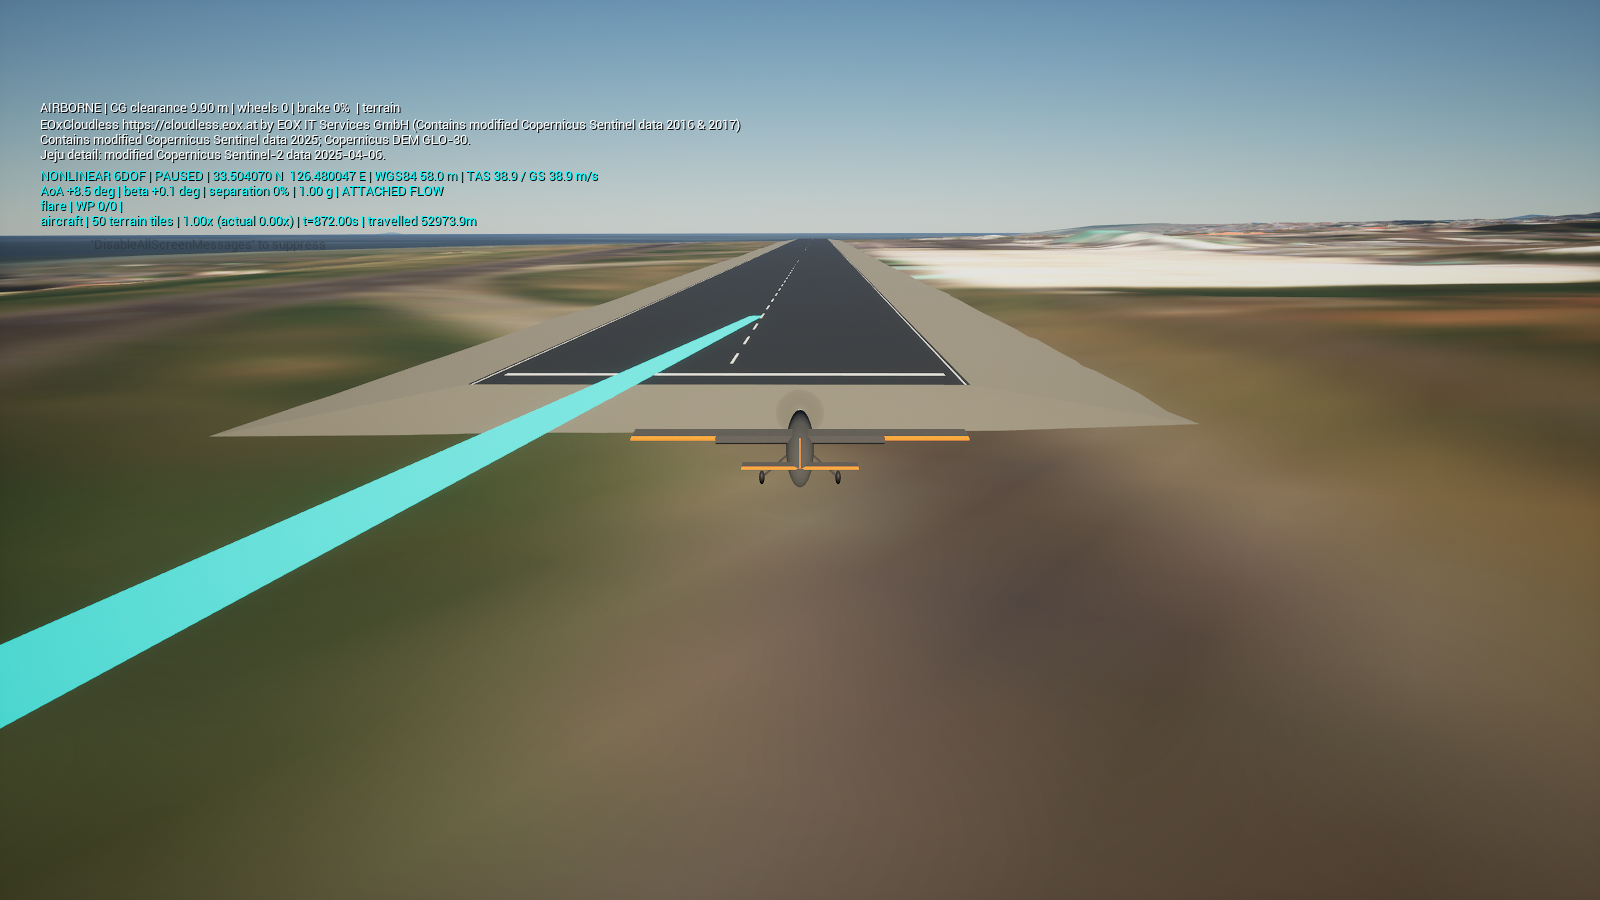 AIRBORNE | CG clearance 9.90 m | wheels 0 | brake 0% | terrain
EOxCloudless https://cloudless.eox.at by EOX IT Services GmbH (Contains modified Copernicus Sentinel data 2016 & 2017)
Contains modified Copernicus Sentinel data 2025; Copernicus DEM GLO-30.
Jeju detail: modified Copernicus Sentinel-2 data 2025-04-06.
NONLINEAR 6DOF | PAUSED | 33.504070 N 126.480047 E | WGS84 58.0 m | TAS 38.9 / GS 38.9 m/s
AoA +8.5 deg | beta +0.1 deg | separation 0% | 1.00 g | ATTACHED FLOW
flare | WP 0/0 |
aircraft | 50 terrain tiles | 1.00x (actual 0.00x) | t=872.00s | travelled 52973.9m
'DisableAllScreenMessages' to suppress